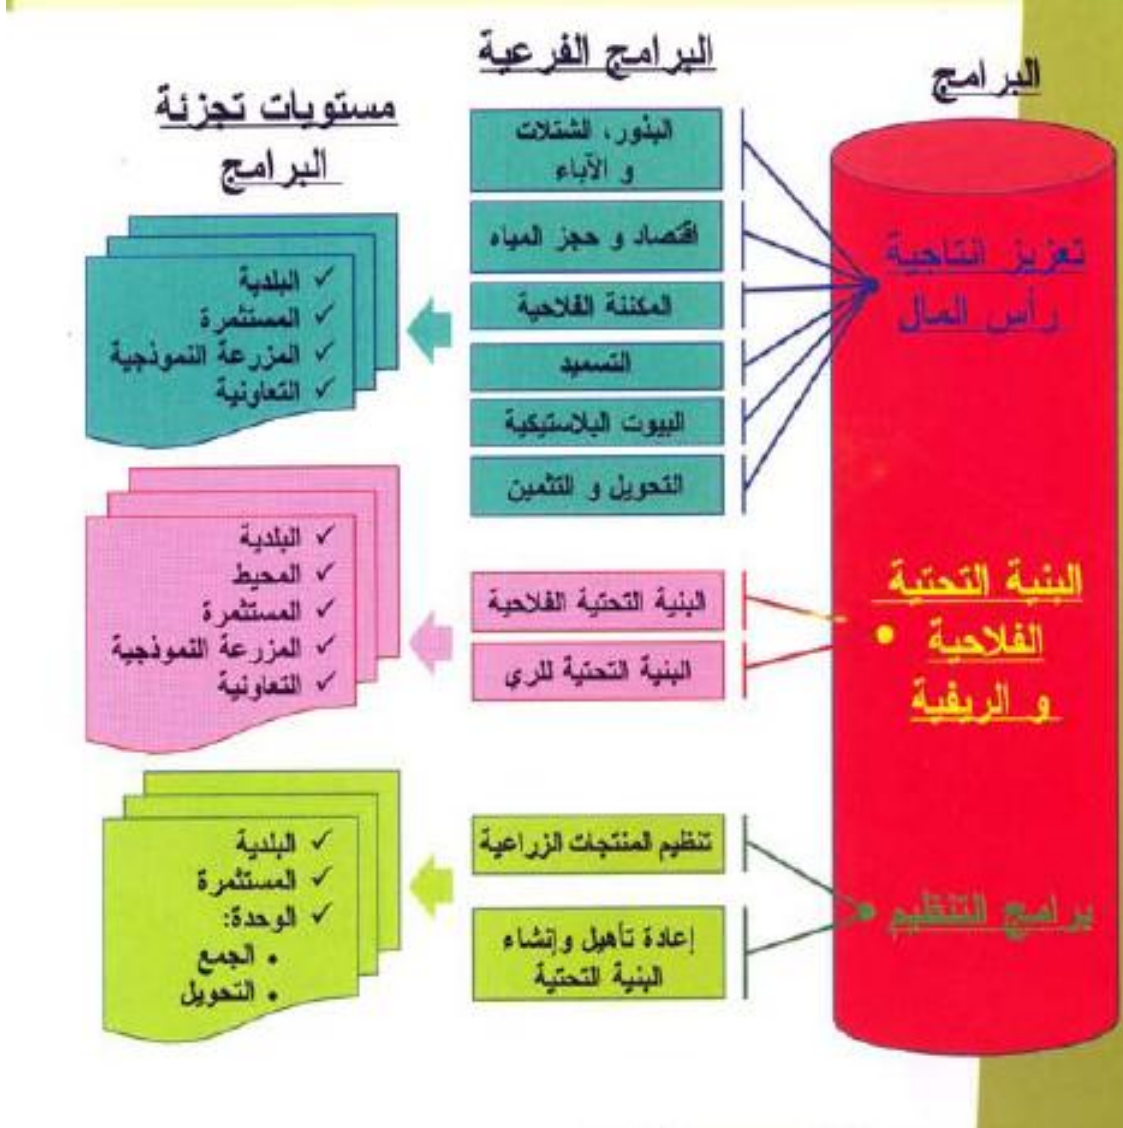 البرامج
تعزيز انتاجية
رأس المال
البنية التحتية
الفلاحية
و الريفية
برامج التنظيم
البرامج الفرعية
البذور، الشتلات
و الآباء
اقتصاد و حجز المياه
المكننة الفلاحية
التسميد
البيوت البلاستيكية
التحويل و التثمين
البنية التحتية الفلاحية
البنية التحتية للري
تنظيم المنتجات الزراعية
إعادة تأهيل وإنشاء
البنية التحتية
مستويات تجزئة
البرامج
✓ البلدية
✓ المستثمرة
✓ المزرعة النموذجية
✓ التعاونية
✓ البلدية
✓ المحيط
✓ المستثمرة
✓ المزرعة النموذجية
✓ التعاونية
✓ البلدية
✓ المستثمرة
✓ الوحدة:
• الجمع
• التحويل